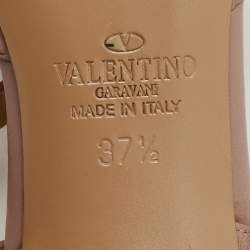 V
VALENTINO
GARAVANI
MADE IN ITALY
37½